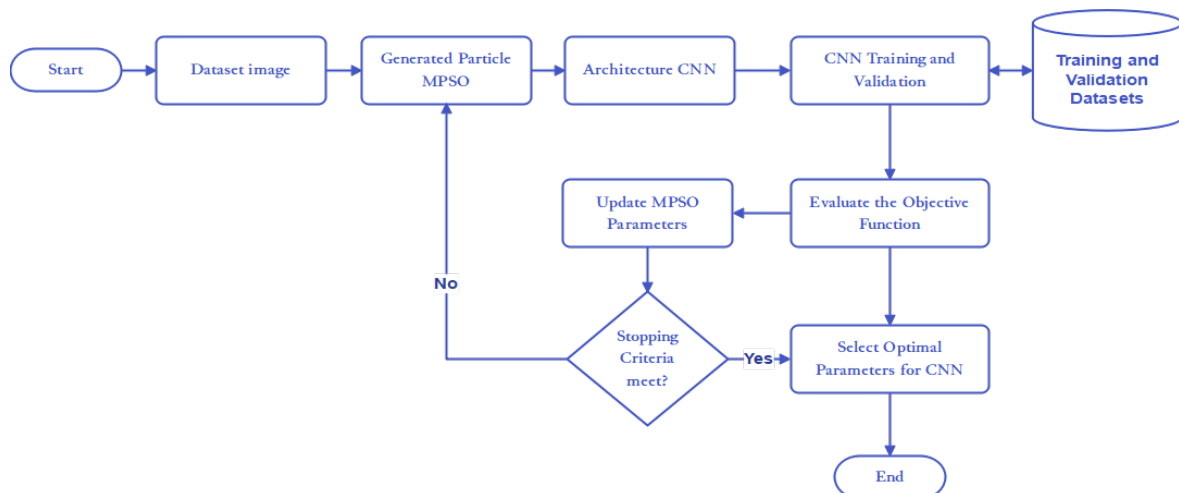 Start
Dataset image
Generated Particle
MPSO
Architecture CNN
CNN Training and
Validation
Training and
Validation
Datasets
Update MPSO
Parameters
Evaluate the Objective
Function
No
Stopping
Criteria
meet?
Yes
Select Optimal
Parameters for CNN
End